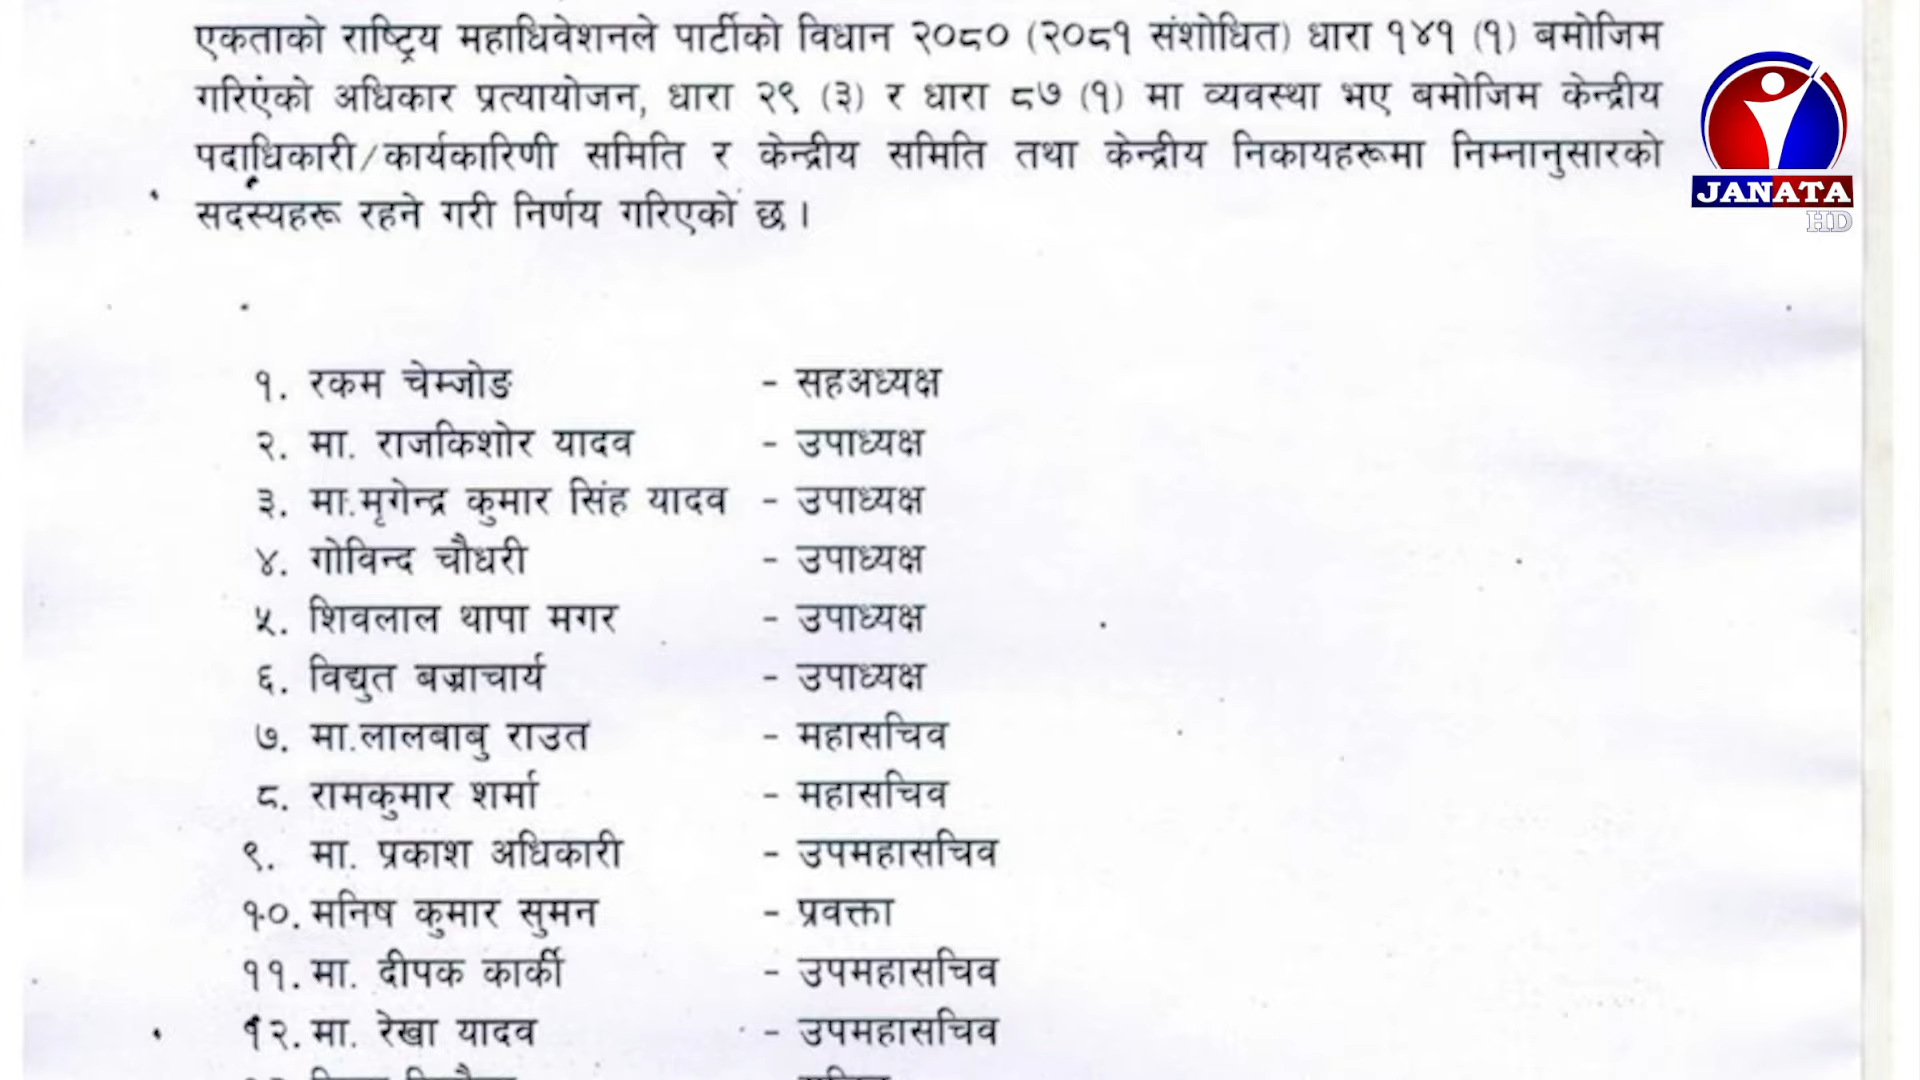 एकताको राष्ट्रिय महाधिवेशनले पार्टीको विधान २०८० (२०८१ संशोधित) धारा १४१ (१) बमोजिम
गरिएंको अधिकार प्रत्यायोजन, धारा २९ (३) र धारा ८७ (१) मा व्यवस्था भए बमोजिम केन्द्रीय
पदाधिकारी/कार्यकारिणी समिति र केन्द्रीय समिति तथा केन्द्रीय निकायहरूमा निम्नानुसारको
सदस्यहरू रहने गरी निर्णय गरिएको छ।
JANATA
HD
१. रकम चेम्जोङ - सहअध्यक्ष
२. मा. राजकिशोर यादव - उपाध्यक्ष
३. मा.मृगेन्द्र कुमार सिंह यादव - उपाध्यक्ष
४. गोविन्द चौधरी - उपाध्यक्ष
५. शिवलाल थापा मगर - उपाध्यक्ष
६. विद्युत बज्राचार्य - उपाध्यक्ष
७. मा.लालबाबु राउत - महासचिव
८. रामकुमार शर्मा - महासचिव
९. मा. प्रकाश अधिकारी - उपमहासचिव
१०. मनिष कुमार सुमन - प्रवक्ता
११. मा. दीपक कार्की - उपमहासचिव
१२. मा. रेखा यादव - उपमहासचिव